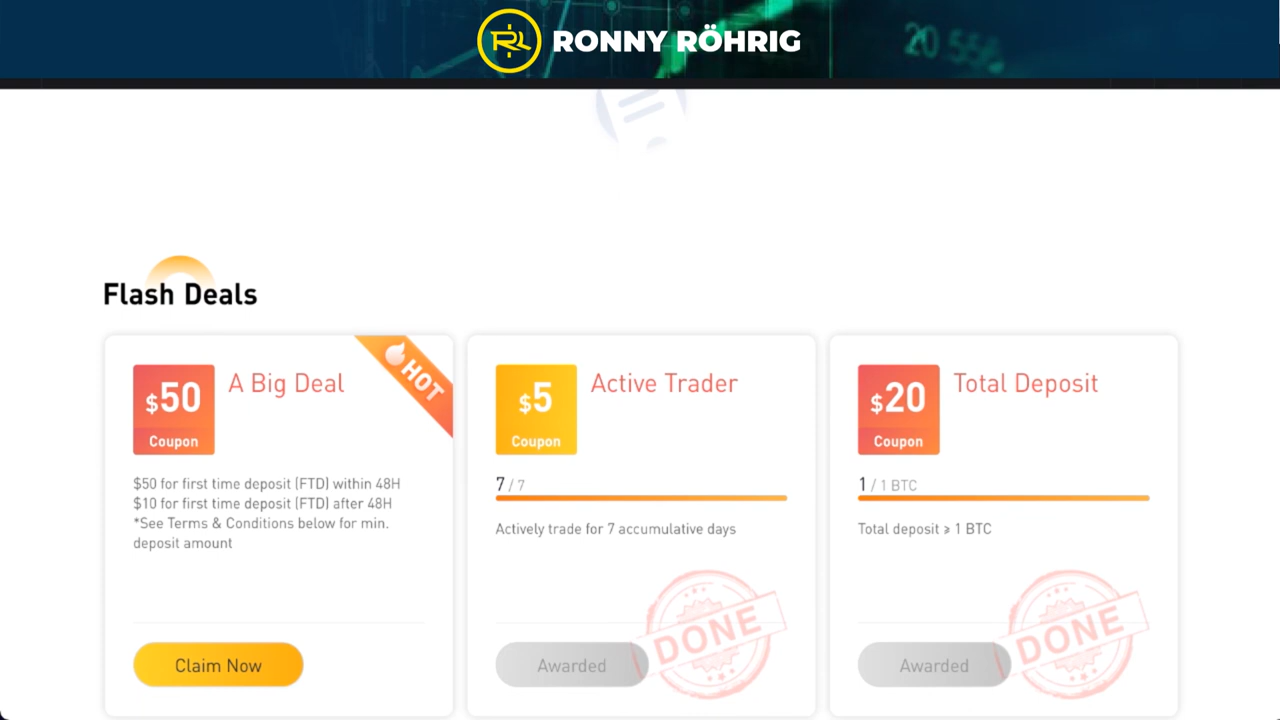 RONNY RÖHRIG
20 556
Flash Deals
$50
Coupon
A Big Deal
HOT
$50 for first time deposit (FTD) within 48H
$10 for first time deposit (FTD) after 48H
*See Terms & Conditions below for min.
deposit amount
Claim Now
$5
Coupon
Active Trader
7 / 7
Actively trade for 7 accumulative days
Awarded
DONE
$20
Coupon
Total Deposit
1 / 1 BTC
Total deposit ≥ 1 BTC
Awarded
DONE